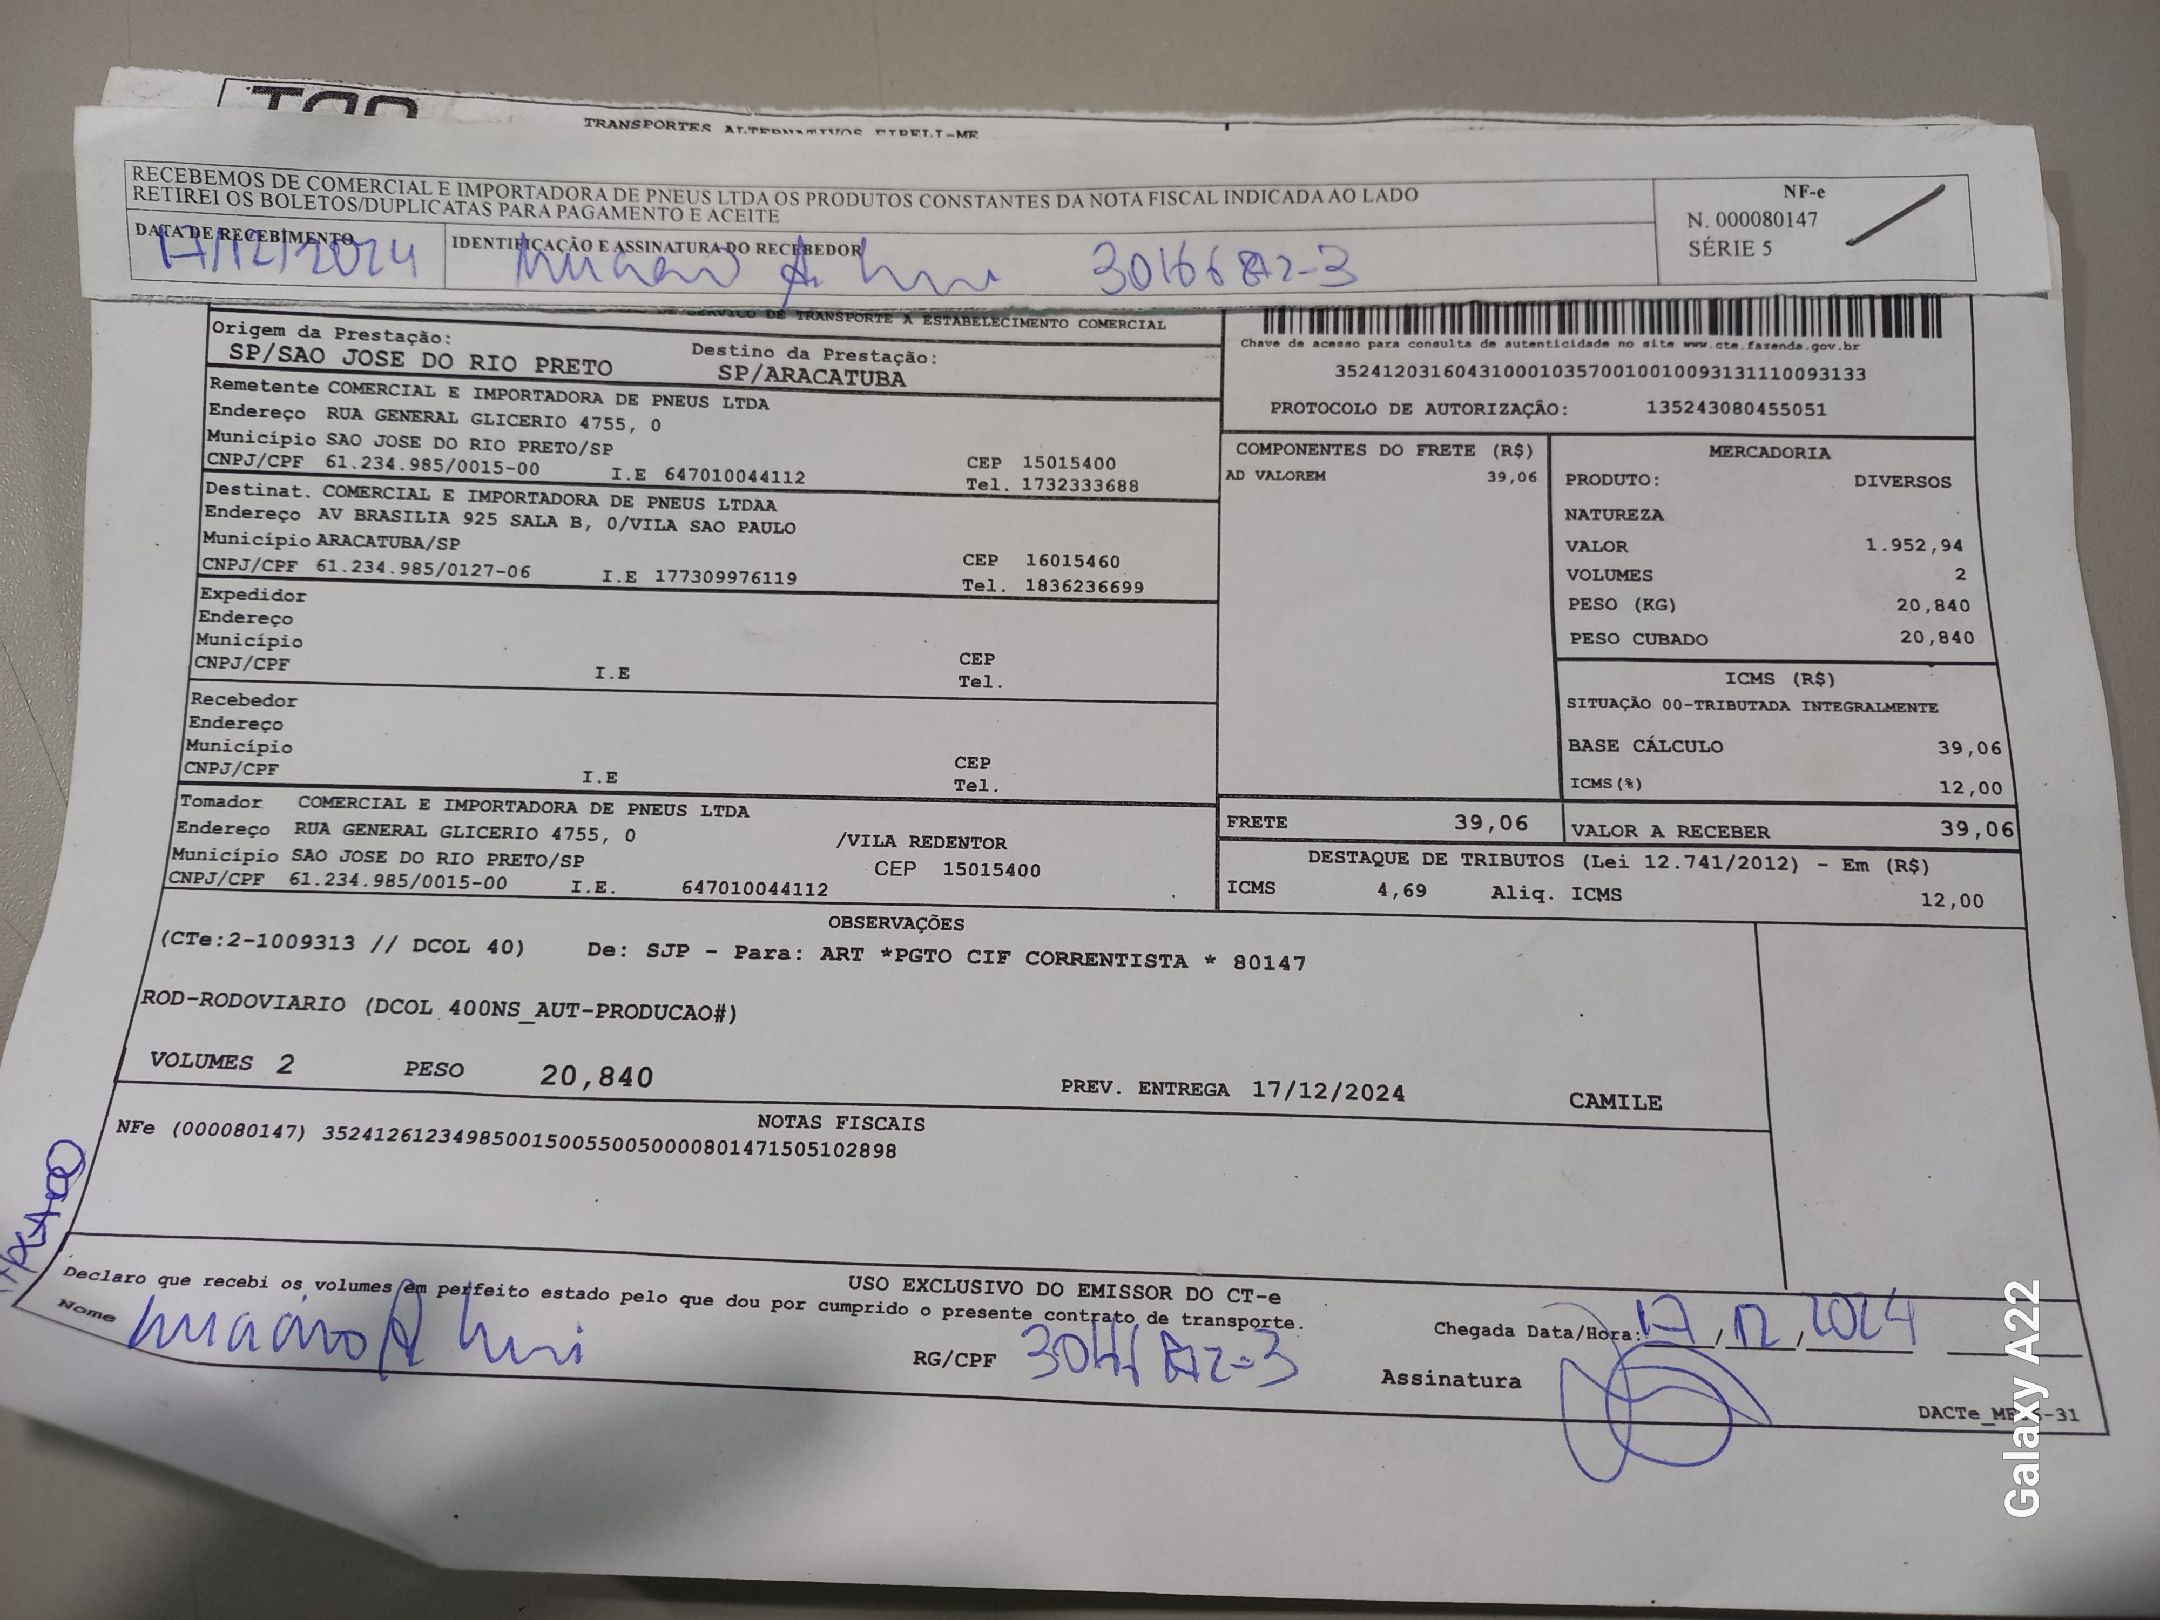 TRANSPORTES ALTERNATIVOS EIRELI-ME
RECEBEMOS DE COMERCIAL E IMPORTADORA DE PNEUS LTDA OS PRODUTOS CONSTANTES DA NOTA FISCAL INDICADA AO LADO
RETIREI OS BOLETOS/DUPLICATAS PARA PAGAMENTO E ACEITE
NF-e
N. 000080147
SÉRIE 5
DATA DE RECEBIMENTO
17/12/2024
IDENTIFICAÇÃO E ASSINATURA DO RECEBEDOR
DE SERVICO DE TRANSPORTE A ESTABELECIMENTO COMERCIAL
Origem da Prestação:
SP/SAO JOSE DO RIO PRETO
Destino da Prestação:
SP/ARACATUBA
Chave de acesso para consulta de autenticidade no site www.cte.fazenda.gov.br
35241203160431000103570010010093131110093133
PROTOCOLO DE AUTORIZAÇÃO: 135243080455051
Remetente COMERCIAL E IMPORTADORA DE PNEUS LTDA
Endereço RUA GENERAL GLICERIO 4755, 0
Município SAO JOSE DO RIO PRETO/SP
CEP 15015400
CNPJ/CPF 61.234.985/0015-00 I.E 647010044112 Tel. 1732333688
Destinat. COMERCIAL E IMPORTADORA DE PNEUS LTDAA
Endereço AV BRASILIA 925 SALA B, 0/VILA SAO PAULO
Município ARACATUBA/SP
CEP 16015460
CNPJ/CPF 61.234.985/0127-06 I.E 177309976119 Tel. 1836236699
Expedidor
Endereço
Município
CEP
CNPJ/CPF I.E Tel.
Recebedor
Endereço
Município
CEP
CNPJ/CPF I.E Tel.
Tomador COMERCIAL E IMPORTADORA DE PNEUS LTDA
Endereço RUA GENERAL GLICERIO 4755, 0 /VILA REDENTOR
Município SAO JOSE DO RIO PRETO/SP CEP 15015400
CNPJ/CPF 61.234.985/0015-00 I.E. 647010044112
COMPONENTES DO FRETE (R$)
AD VALOREM 39,06
MERCADORIA
PRODUTO: DIVERSOS
NATUREZA
VALOR 1.952,94
VOLUMES 2
PESO (KG) 20,840
PESO CUBADO 20,840
ICMS (R$)
SITUAÇÃO 00-TRIBUTADA INTEGRALMENTE
BASE CÁLCULO 39,06
ICMS(%) 12,00
FRETE 39,06
VALOR A RECEBER 39,06
DESTAQUE DE TRIBUTOS (Lei 12.741/2012) - Em (R$)
ICMS 4,69 Aliq. ICMS 12,00
OBSERVAÇÕES
(CTe:2-1009313 // DCOL 40) De: SJP - Para: ART *PGTO CIF CORRENTISTA * 80147
ROD-RODOVIARIO (DCOL 400NS_AUT-PRODUCAO#)
VOLUMES 2 PESO 20,840 PREV. ENTREGA 17/12/2024 CAMILE
NOTAS FISCAIS
NFe (000080147) 35241261234985001500550050000801471505102898
USO EXCLUSIVO DO EMISSOR DO CT-e
Declaro que recebi os volumes em perfeito estado pelo que dou por cumprido o presente contrato de transporte.
Nome
RG/CPF
Chegada Data/Hora: 17, 12, 2024
Assinatura
Galaxy A22